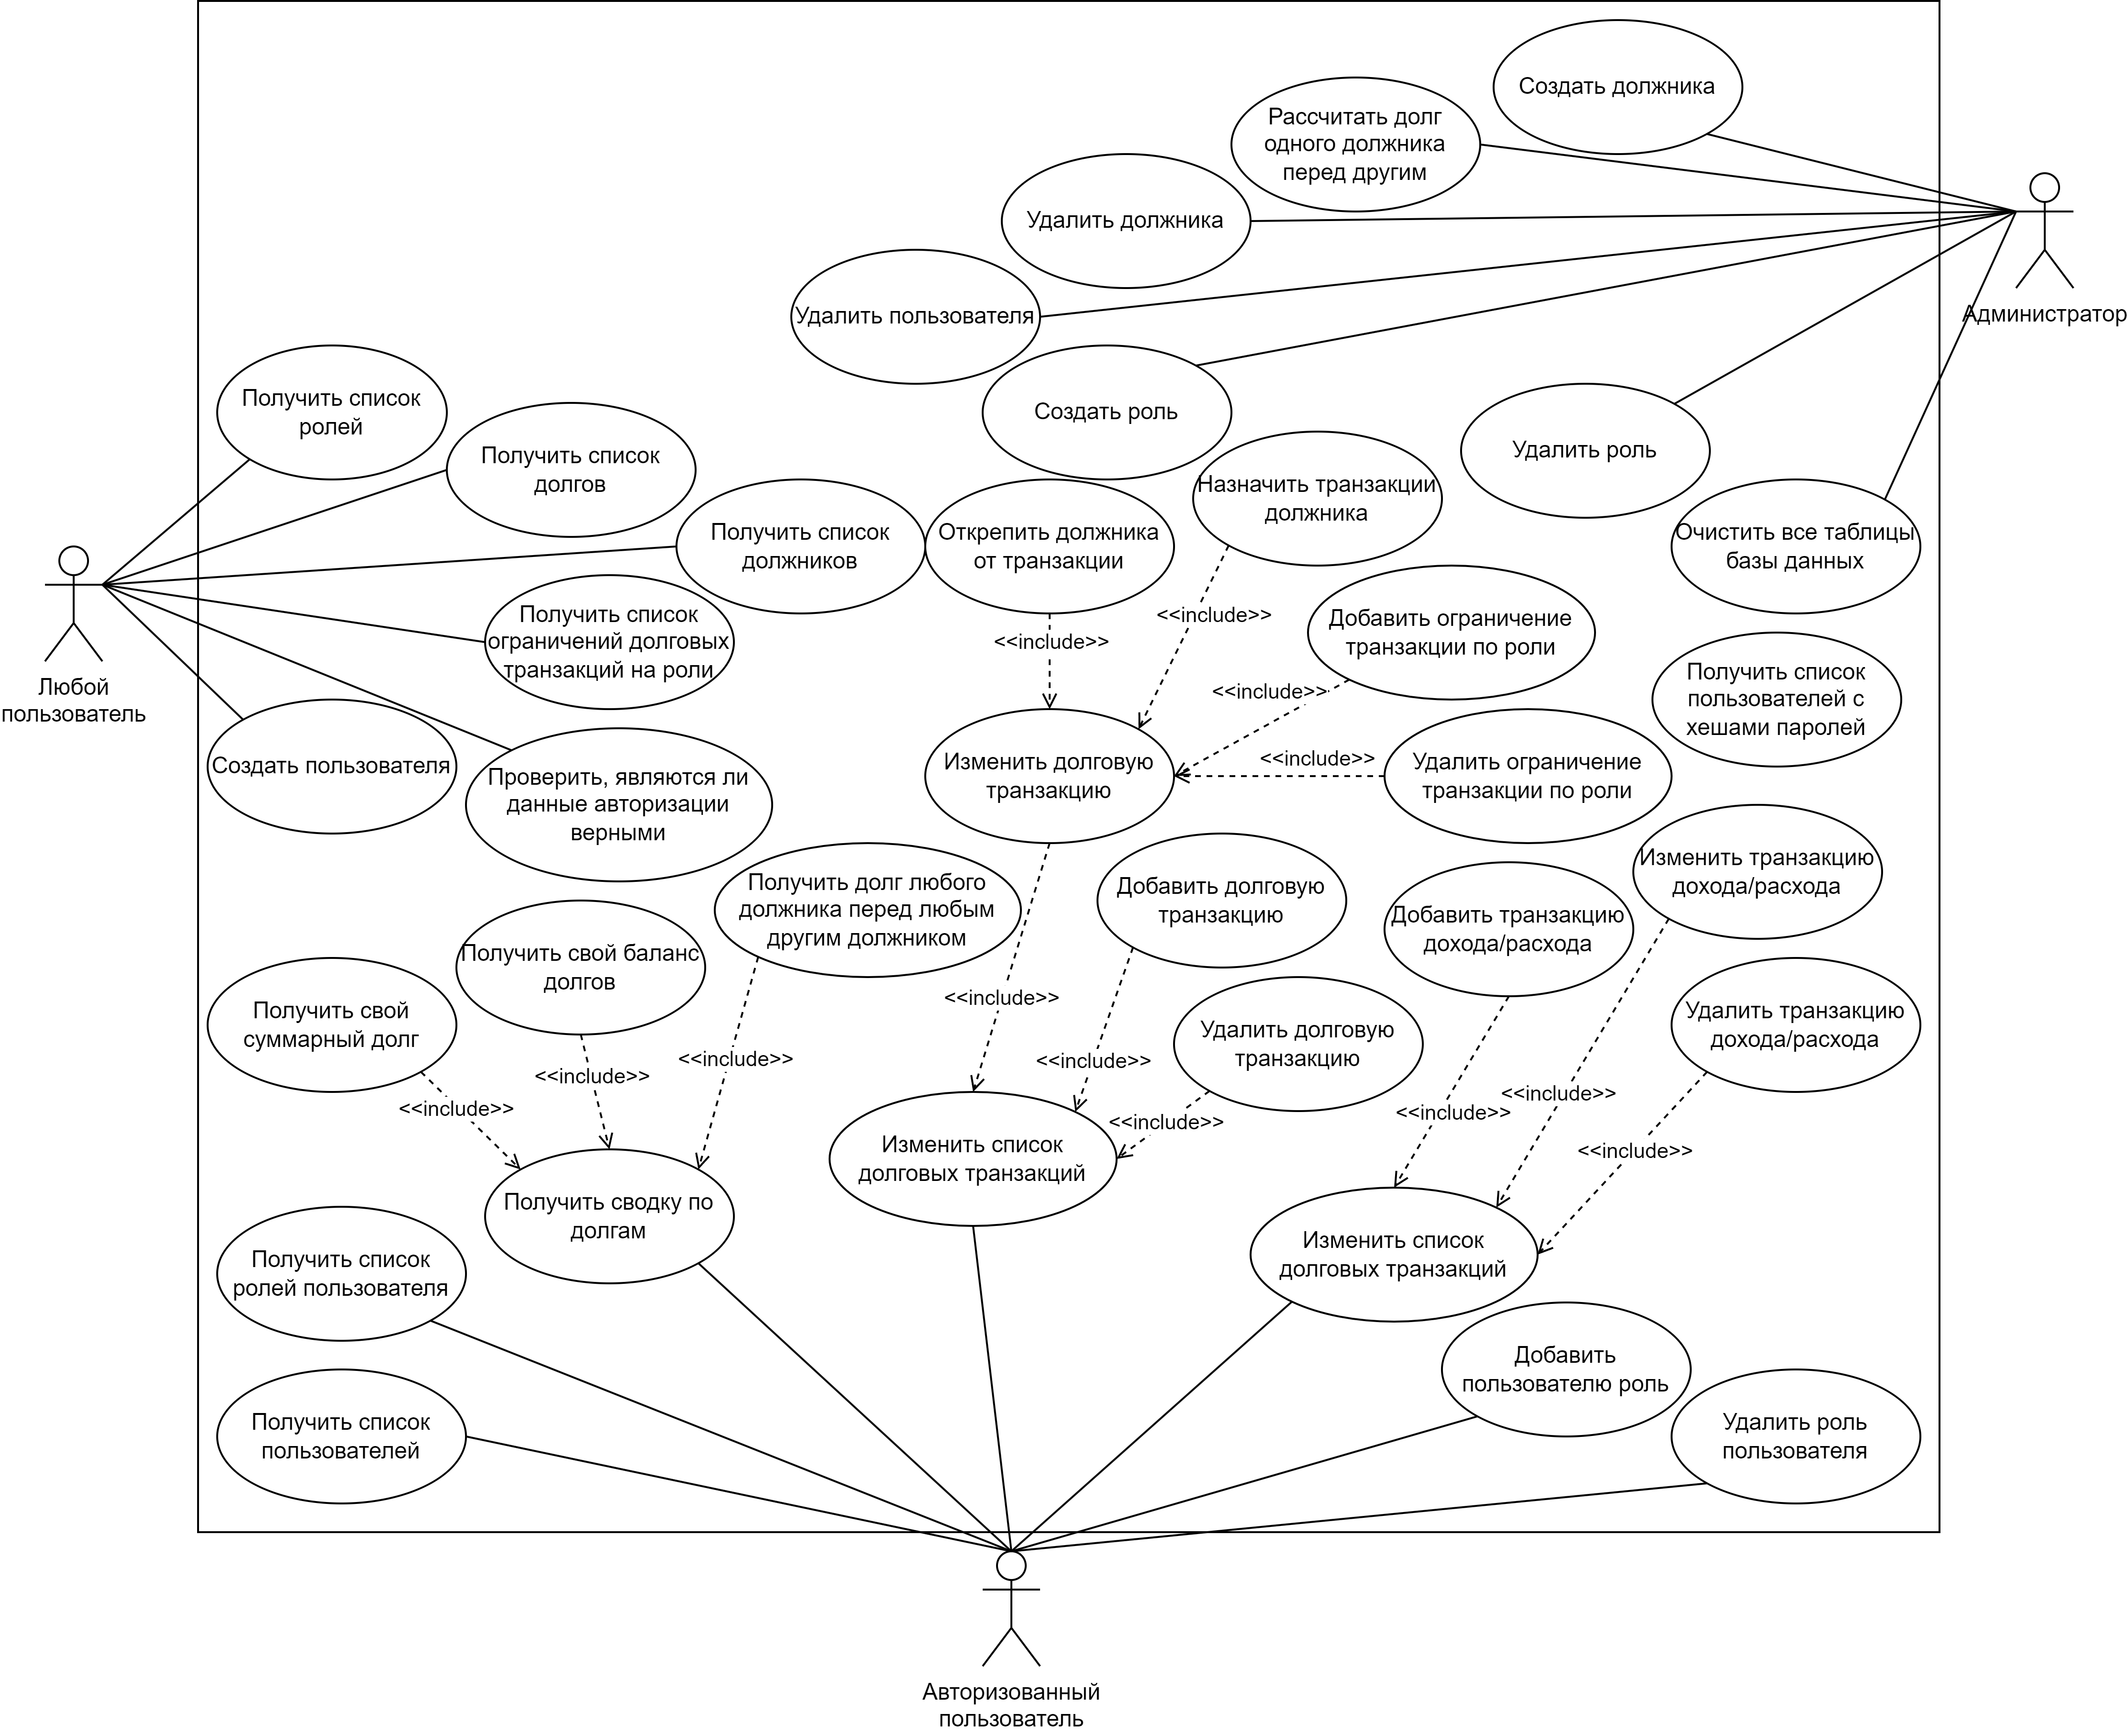 Создать должника
Рассчитать долг
одного должника
перед другим
Удалить должника
Удалить пользователя
Администратор
Получить список
ролей
Создать роль
Удалить роль
Получить список
долгов
Назначить транзакции
должника
Получить список
должников
Открепить должника
от транзакции
Очистить все таблицы
базы данных
Любой
пользователь
Получить список
ограничений долговых
транзакций на роли
<<include>>
<<include>>
Добавить ограничение
транзакции по роли
<<include>>
Получить список
пользователей с
хешами паролей
Создать пользователя
Проверить, являются ли
данные авторизации
верными
Изменить долговую
транзакцию
<<include>>
Удалить ограничение
транзакции по роли
Получить долг любого
должника перед любым
другим должником
Добавить долговую
транзакцию
Добавить транзакцию
дохода/расхода
Изменить транзакцию
дохода/расхода
Получить свой баланс
долгов
Получить свой
суммарный долг
<<include>>
Удалить долговую
транзакцию
Удалить транзакцию
дохода/расхода
<<include>>
<<include>>
<<include>>
<<include>>
<<include>>
<<include>>
<<include>>
<<include>>
Изменить список
долговых транзакций
Получить сводку по
долгам
Изменить список
долговых транзакций
Получить список
ролей пользователя
Добавить
пользователю роль
Получить список
пользователей
Удалить роль
пользователя
Авторизованный
пользователь